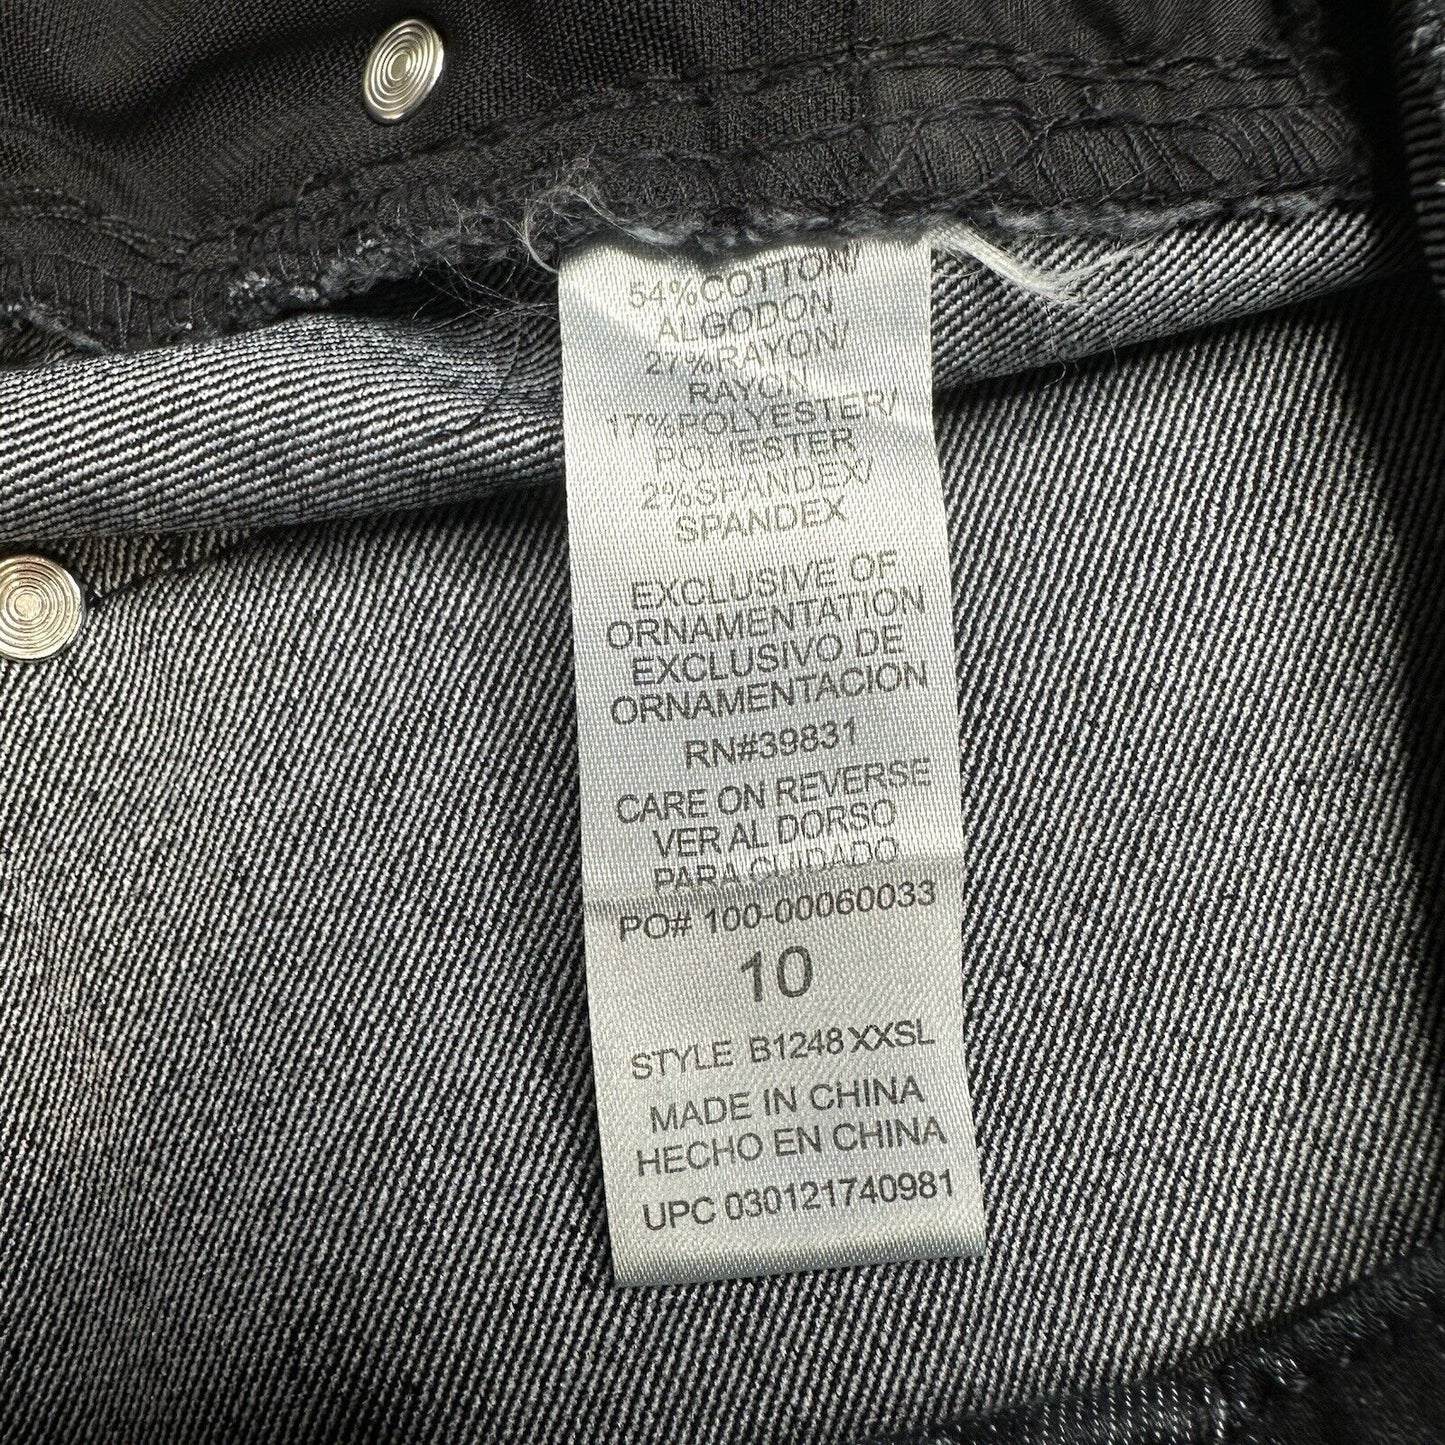 54%COTTON/
ALGODON
27%RAYON/
RAYON
17%POLYESTER/
POLIESTER
2%SPANDEX/
SPANDEX
EXCLUSIVE OF
ORNAMENTATION
EXCLUSIVO DE
ORNAMENTACION
RN#39831
CARE ON REVERSE
VER AL DORSO
PARA CUIDADO
PO# 100-00060033
10
STYLE B1248XXSL
MADE IN CHINA
HECHO EN CHINA
UPC 030121740981